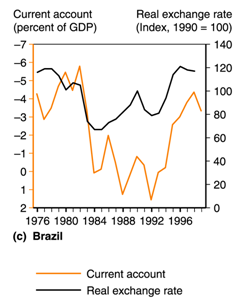 Current account
(percent of GDP)
Real exchange rate
(Index, 1990 = 100)
–7
–6
–5
–4
–3
–2
–1
0
1
2
140
120
100
80
60
40
20
0
1976 1980 1984 1988 1992 1996
(c) Brazil
Current account
Real exchange rate